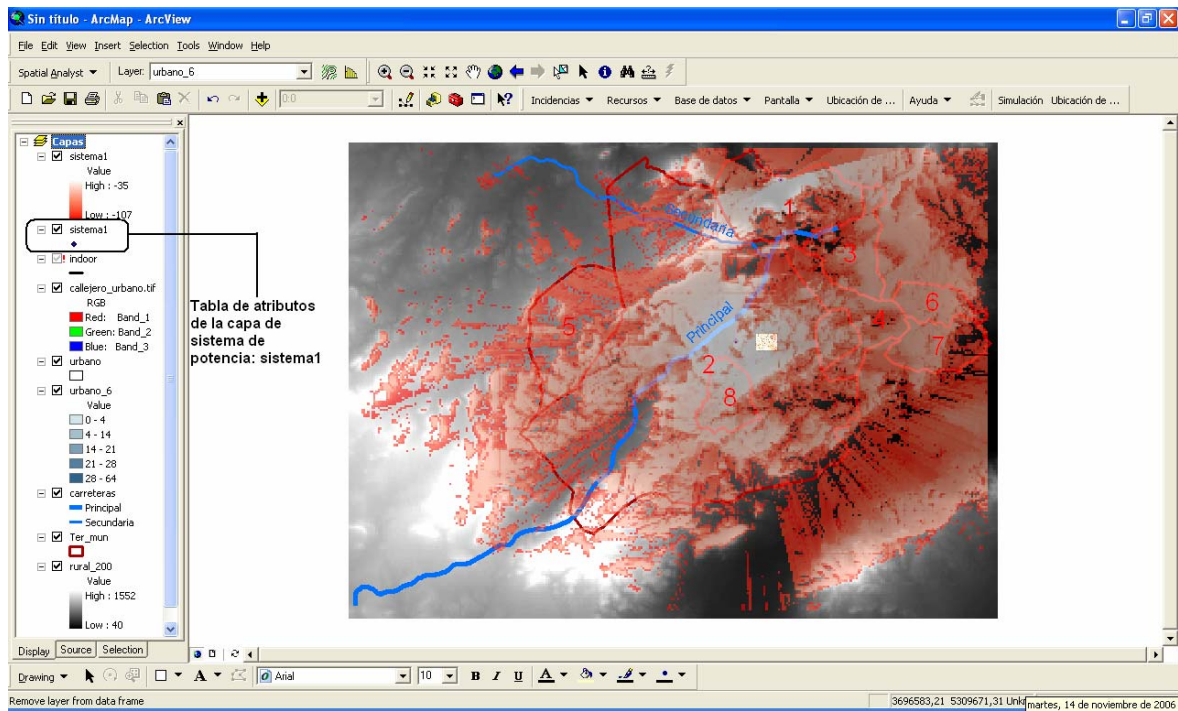 Sin título - ArcMap - ArcView
File Edit View Insert Selection Tools Window Help
Spatial Analyst Layer: urbano_6
0:0 Incidencias Recursos Base de datos Pantalla Ubicación de ... Ayuda Simulación Ubicación de ...
Capas
sistema1
Value
High : -35
Low : -107
sistema1
indoor
callejero_urbano.tif
RGB
Red: Band_1
Green: Band_2
Blue: Band_3
urbano
urbano_6
Value
0 - 4
4 - 14
14 - 21
21 - 28
28 - 64
carreteras
Principal
Secundaria
Ter_mun
rural_200
Value
High : 1552
Low : 40
Display Source Selection
Tabla de atributos
de la capa de
sistema de
potencia: sistema1
secundaria
1
3
6
5
4
Principal
7
2
8
Drawing A Arial 10 B I U A
Remove layer from data frame
3696583,21 5309671,31
martes, 14 de noviembre de 2006